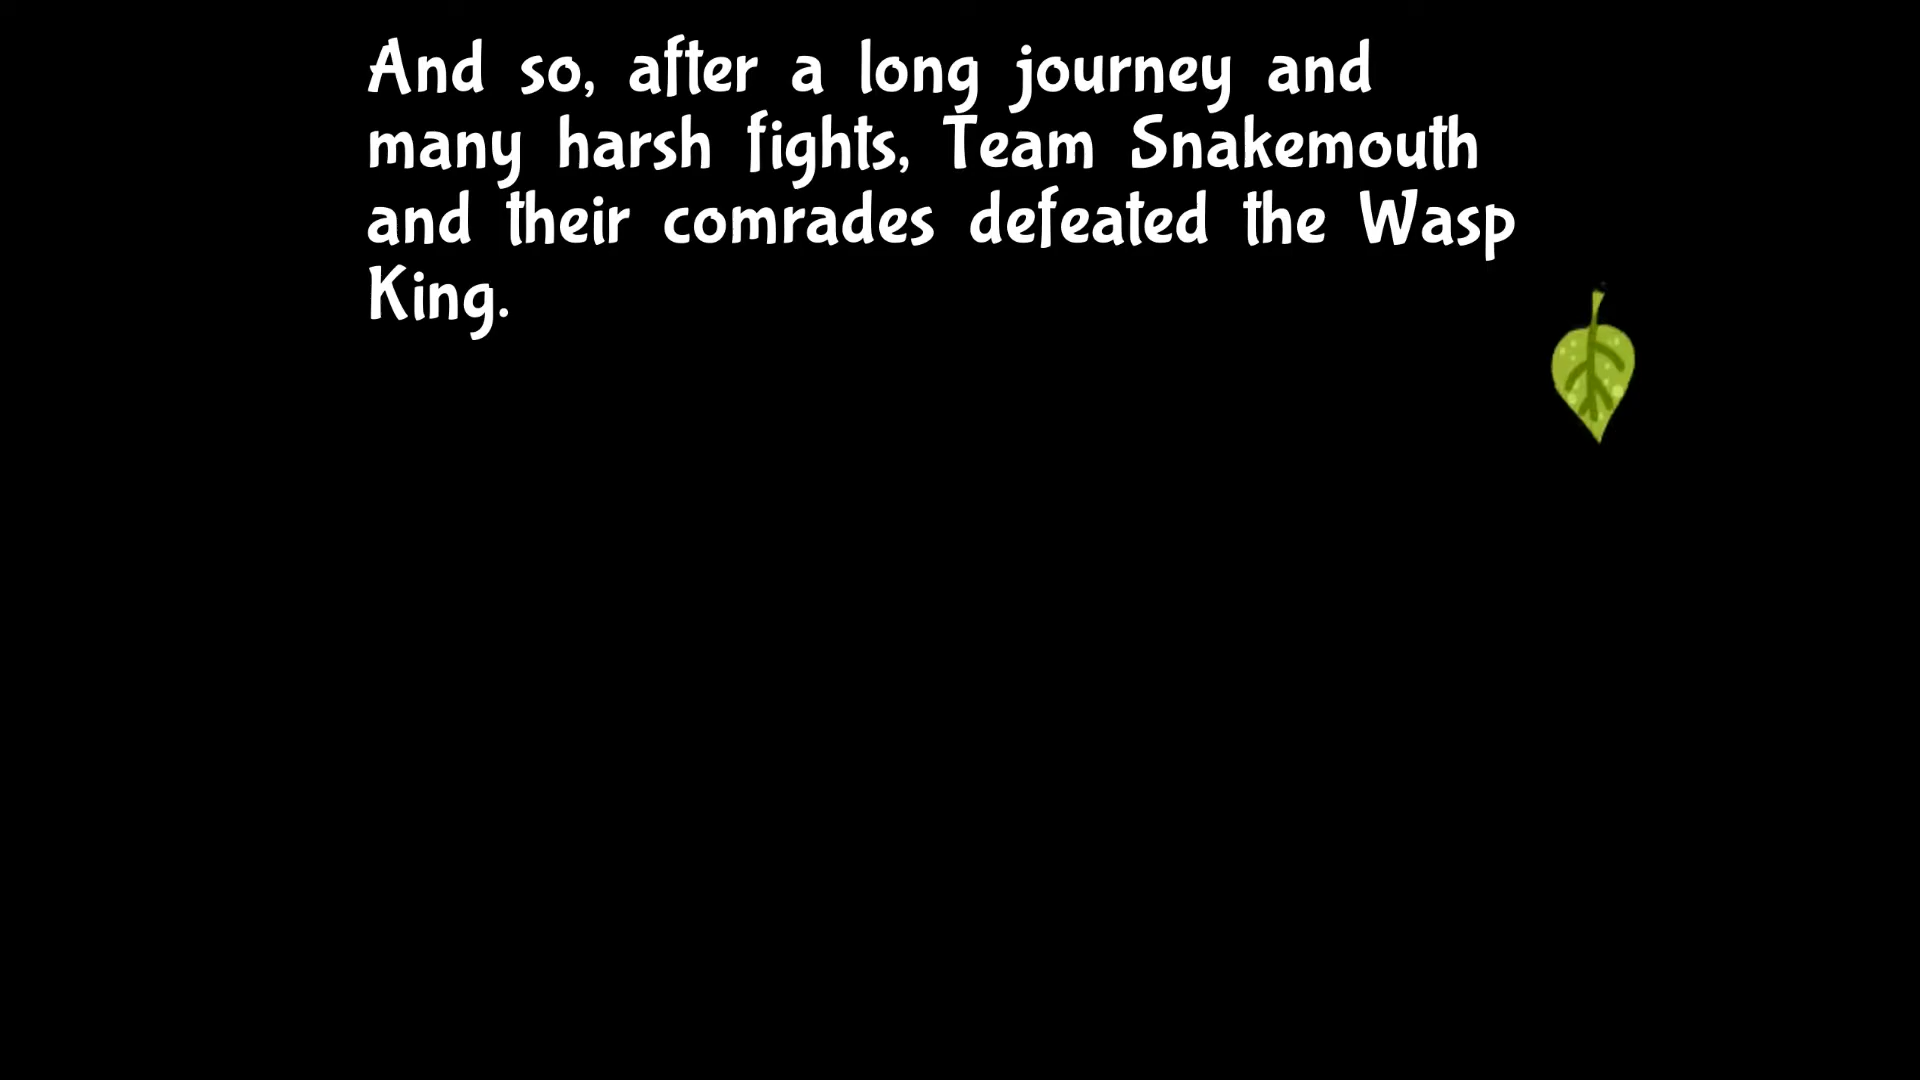 And so, after a long journey and
many harsh fights, Team Snakemouth
and their comrades defeated the Wasp
King.